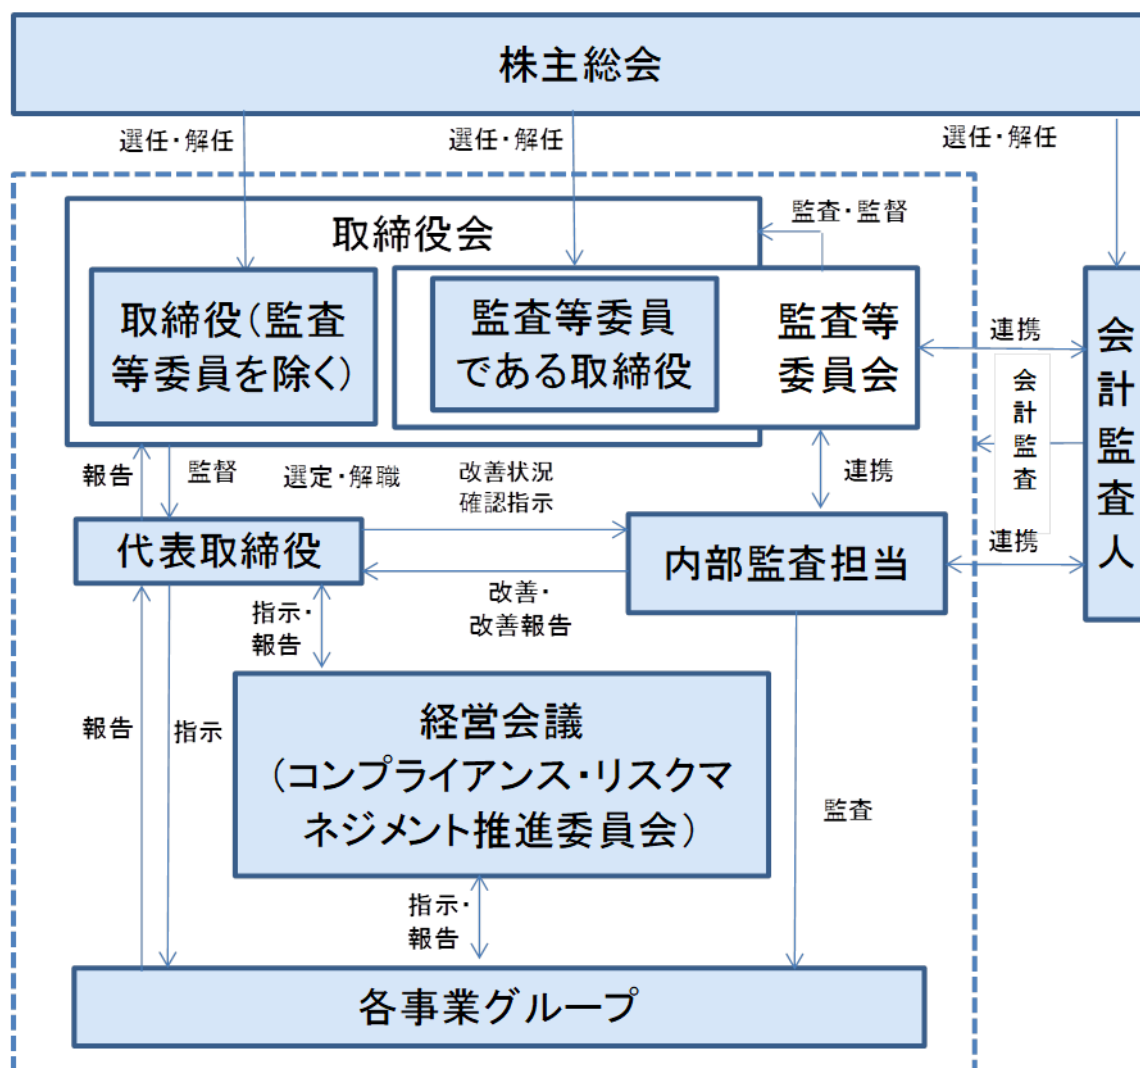 株主総会
選任・解任
選任・解任
選任・解任
取締役会
監査・監督
取締役(監査
等委員を除く)
監査等委員
である取締役
監査等
委員会
連携
会計監査
会計監査人
報告
監督
選定・解職
改善状況
確認指示
連携
連携
代表取締役
内部監査担当
改善・
改善報告
指示・
報告
報告
指示
経営会議
(コンプライアンス・リスクマ
ネジメント推進委員会)
監査
指示・
報告
各事業グループ